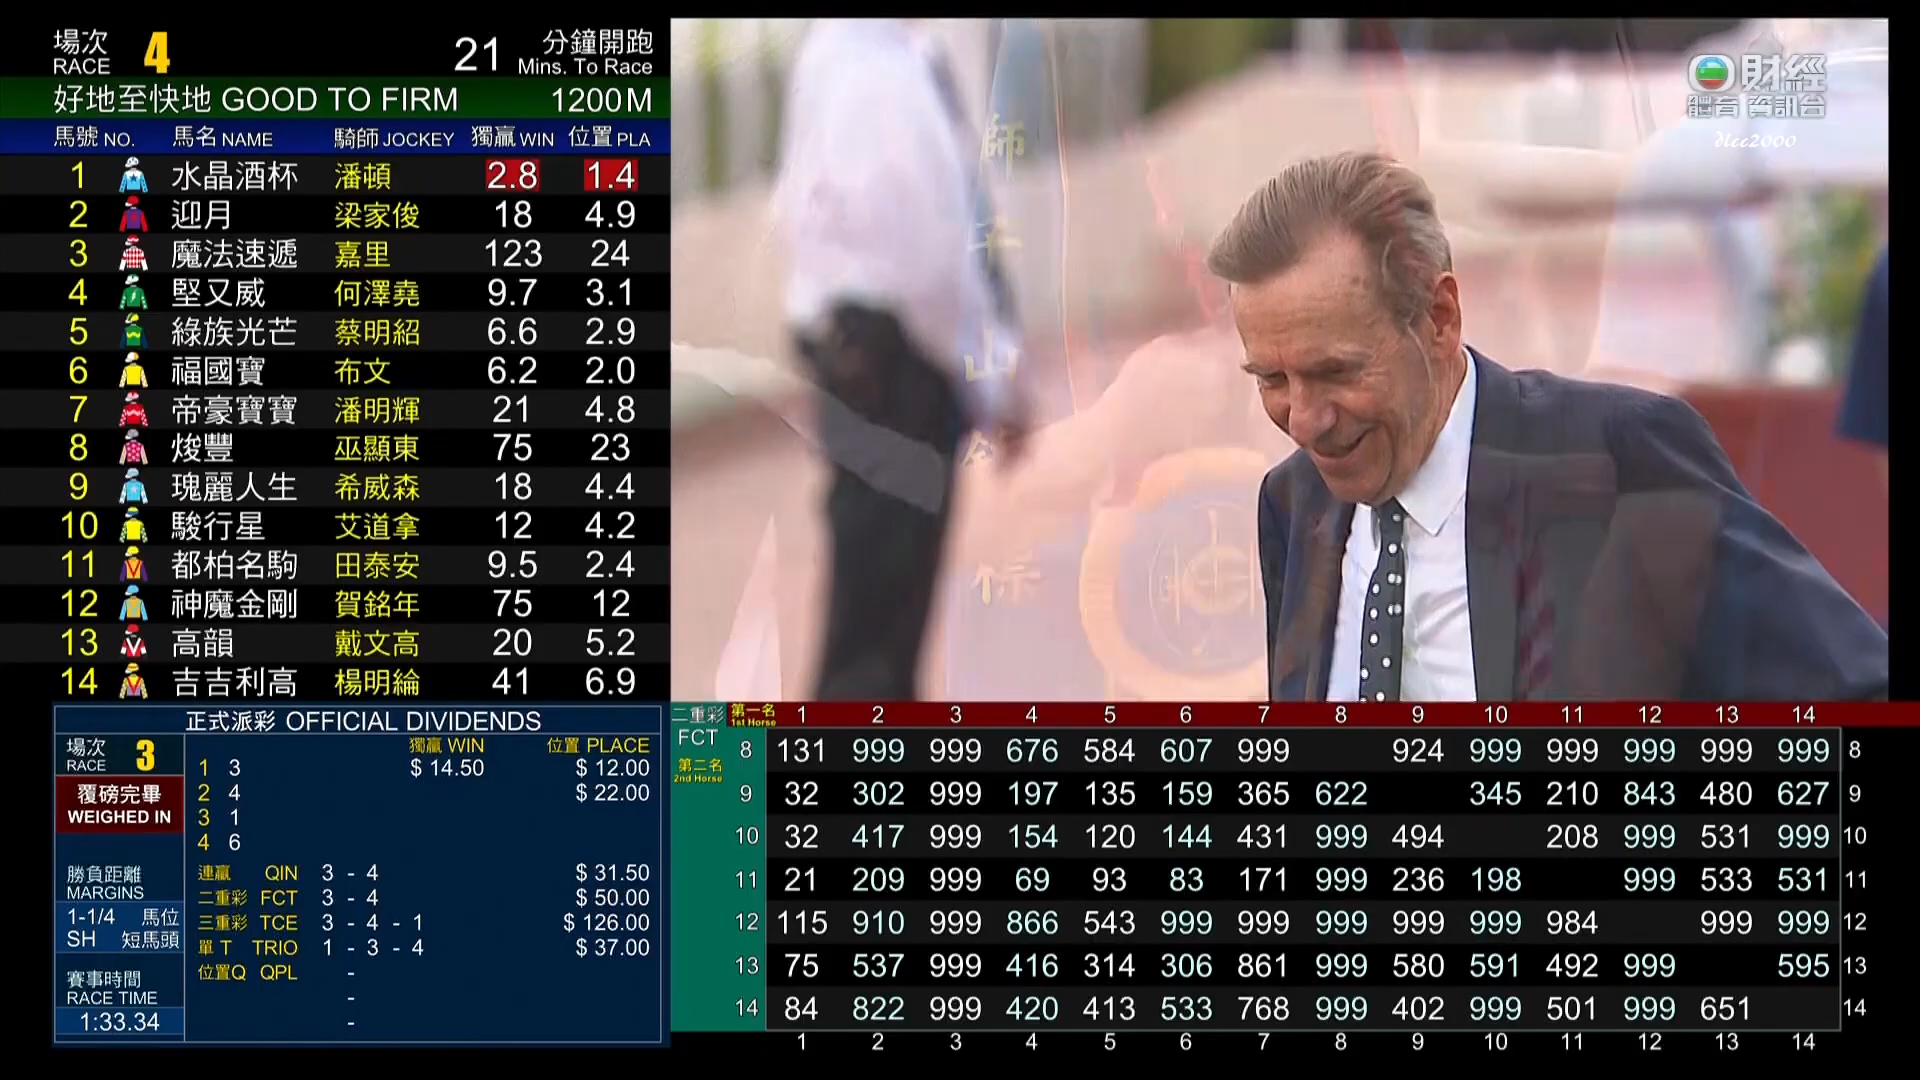 場次 4 21 分鐘開跑
RACE Mins. To Race
好地至快地 GOOD TO FIRM 1200M
馬號 NO. 馬名 NAME 騎師 JOCKEY 獨贏 WIN 位置 PLA
1 水晶酒杯 潘頓 2.8 1.4
2 迎月 梁家俊 18 4.9
3 魔法速遞 嘉里 123 24
4 堅又威 何澤堯 9.7 3.1
5 綠族光芒 蔡明紹 6.6 2.9
6 福國寶 布文 6.2 2.0
7 帝豪寶寶 潘明輝 21 4.8
8 焌豐 巫顯東 75 23
9 瑰麗人生 希威森 18 4.4
10 駿行星 艾道拿 12 4.2
11 都柏名駒 田泰安 9.5 2.4
12 神魔金剛 賀銘年 75 12
13 高韻 戴文高 20 5.2
14 吉吉利高 楊明綸 41 6.9
財經
體育 資訊台
dlcc2000
正式派彩 OFFICIAL DIVIDENDS
場次 3
RACE
獨贏 WIN 位置 PLACE
1 3 $ 14.50 $ 12.00
2 4 $ 22.00
3 1
4 6
覆磅完畢
WEIGHED IN
連贏 QIN 3 - 4 $ 31.50
二重彩 FCT 3 - 4 $ 50.00
三重彩 TCE 3 - 4 - 1 $ 126.00
單T TRIO 1 - 3 - 4 $ 37.00
位置Q QPL -
-
-
勝負距離
MARGINS
1-1/4 馬位
SH 短馬頭
賽事時間
RACE TIME
1:33.34
二重彩 第一名 1 2 3 4 5 6 7 8 9 10 11 12 13 14
FCT 1st Horse
第二名
2nd Horse
8 131 999 999 676 584 607 999 924 999 999 999 999 999 8
9 32 302 999 197 135 159 365 622 345 210 843 480 627 9
10 32 417 999 154 120 144 431 999 494 208 999 531 999 10
11 21 209 999 69 93 83 171 999 236 198 999 533 531 11
12 115 910 999 866 543 999 999 999 999 999 984 999 999 12
13 75 537 999 416 314 306 861 999 580 591 492 999 595 13
14 84 822 999 420 413 533 768 999 402 999 501 999 651 14
1 2 3 4 5 6 7 8 9 10 11 12 13 14